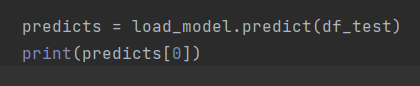 predicts = load_model.predict(df_test)
print(predicts[0])